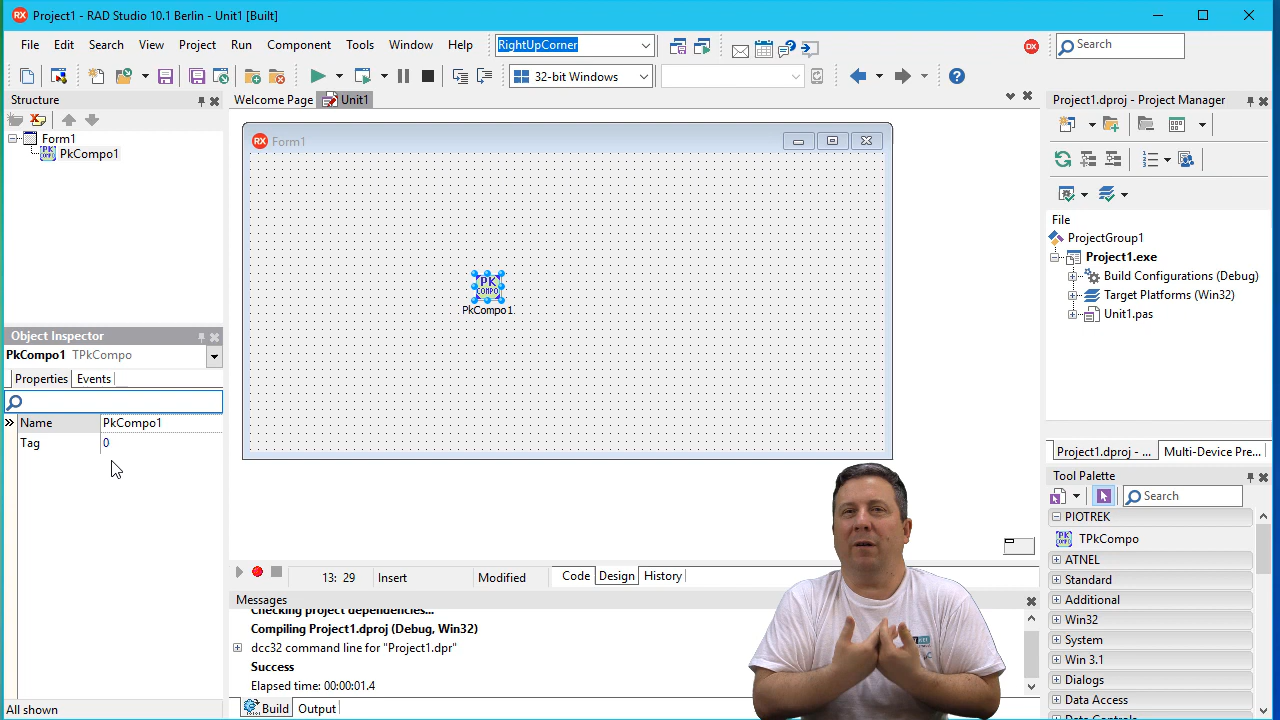 RX Project1 - RAD Studio 10.1 Berlin - Unit1 [Built]
File Edit Search View Project Run Component Tools Window Help RightUpCorner DX Search
32-bit Windows
Structure
Form1
PkCompo1
Welcome Page Unit1
RX Form1
PK
COMPO
PkCompo1
Object Inspector
PkCompo1 TPkCompo
Properties Events
Name PkCompo1
Tag 0
All shown
13: 29 Insert Modified Code Design History
Messages
Checking project dependencies...
Compiling Project1.dproj (Debug, Win32)
dcc32 command line for "Project1.dpr"
Success
Elapsed time: 00:00:01.4
Build Output
Project1.dproj - Project Manager
File
ProjectGroup1
Project1.exe
Build Configurations (Debug)
Target Platforms (Win32)
Unit1.pas
Project1.dproj - ... Multi-Device Pre...
Tool Palette
Search
PIOTREK
TPkCompo
ATNEL
Standard
Additional
Win32
System
Win 3.1
Dialogs
Data Access
Data Controls